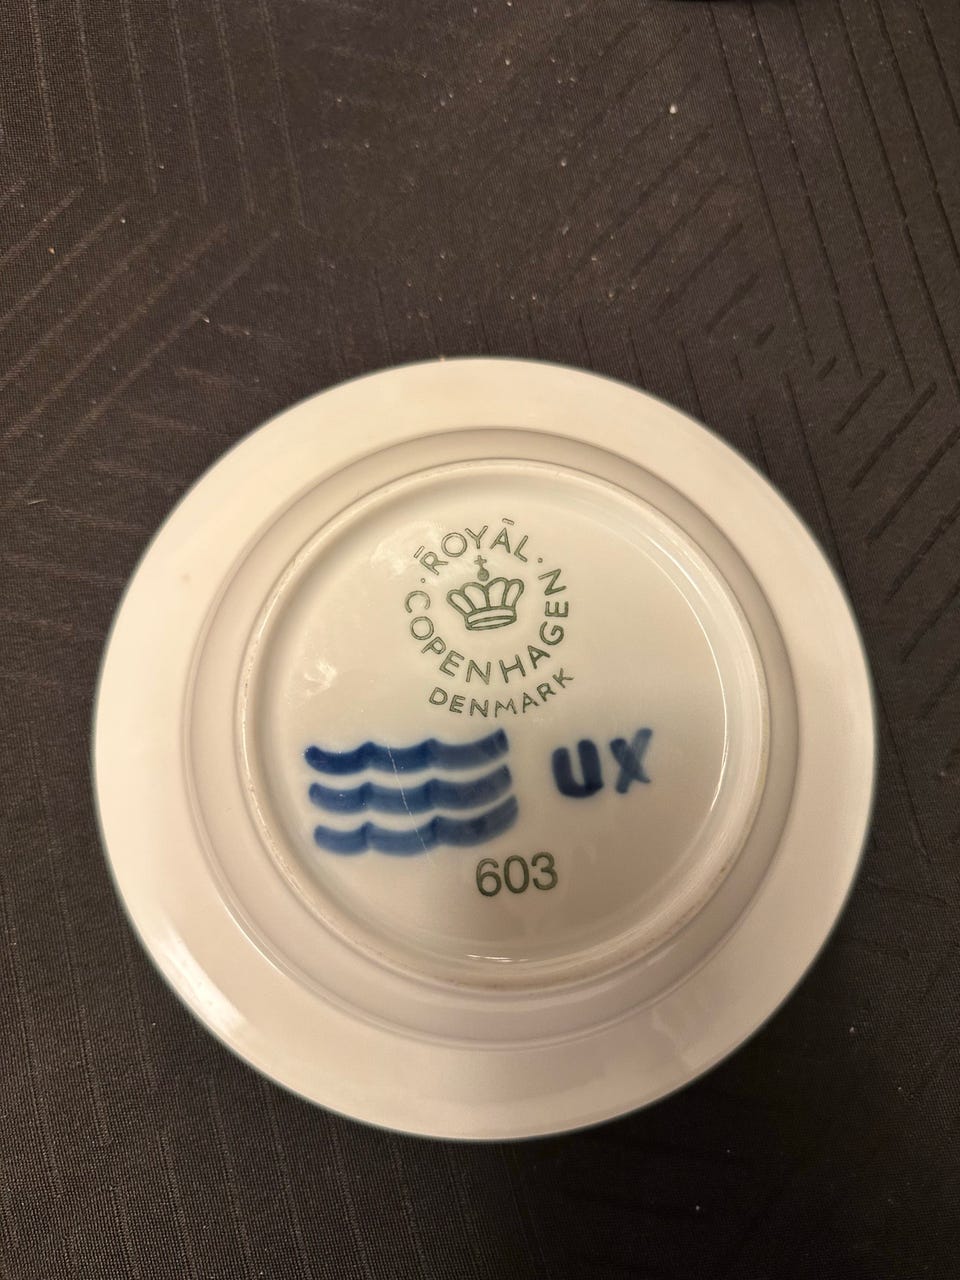 ROYAL
COPENHAGEN
DENMARK
UX
603